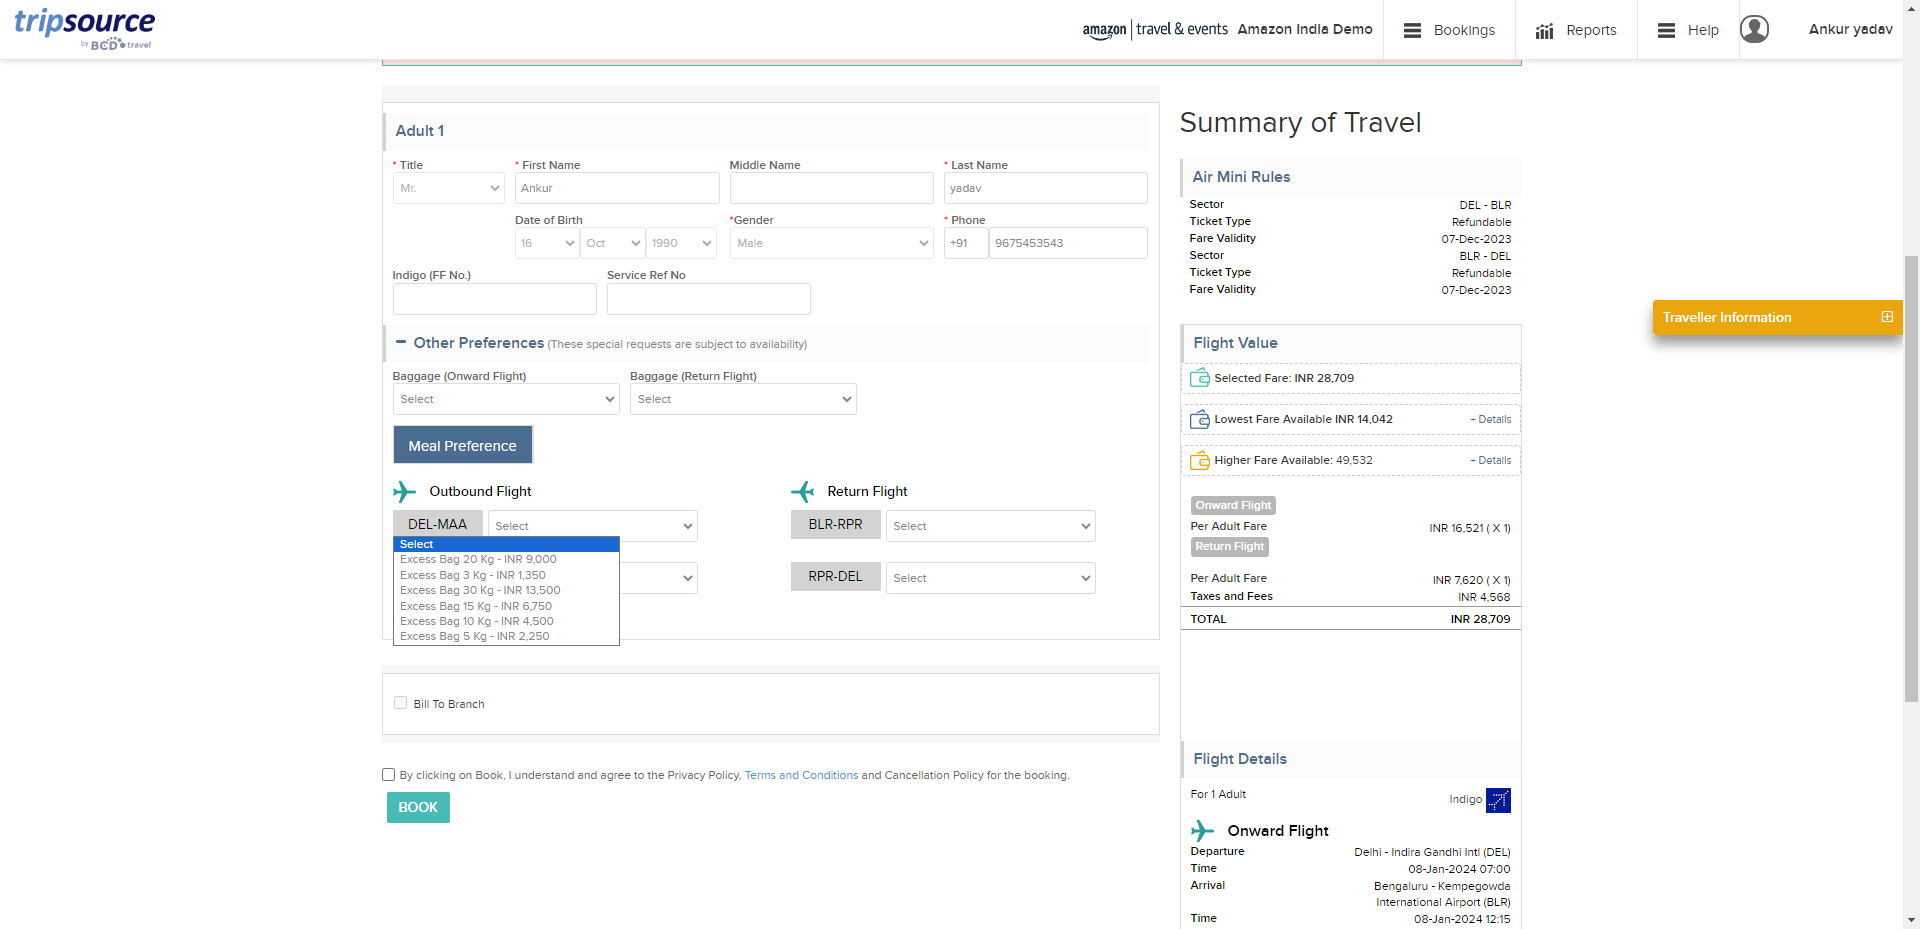 tripsource
by BCD travel
amazon | travel & events Amazon India Demo
Bookings
Reports
Help
Ankur yadav
Adult 1
* Title
* First Name
Middle Name
* Last Name
Mr.
Ankur
yadav
Date of Birth
*Gender
* Phone
16
Oct
1990
Male
+91
9675453543
Indigo (FF No.)
Service Ref No
Other Preferences (These special requests are subject to availability)
Baggage (Onward Flight)
Baggage (Return Flight)
Select
Select
Meal Preference
Outbound Flight
Return Flight
DEL-MAA
Select
BLR-RPR
Select
Select
Excess Bag 20 Kg - INR 9,000
Excess Bag 3 Kg - INR 1,350
Excess Bag 30 Kg - INR 13,500
Excess Bag 15 Kg - INR 6,750
Excess Bag 10 Kg - INR 4,500
Excess Bag 5 Kg - INR 2,250
RPR-DEL
Select
Bill To Branch
By clicking on Book, I understand and agree to the Privacy Policy, Terms and Conditions and Cancellation Policy for the booking.
BOOK
Summary of Travel
Air Mini Rules
Sector DEL - BLR
Ticket Type Refundable
Fare Validity 07-Dec-2023
Sector BLR - DEL
Ticket Type Refundable
Fare Validity 07-Dec-2023
Traveller Information
Flight Value
Selected Fare: INR 28,709
Lowest Fare Available INR 14,042 + Details
Higher Fare Available: 49,532 + Details
Onward Flight
Per Adult Fare INR 16,521 ( X 1)
Return Flight
Per Adult Fare INR 7,620 ( X 1)
Taxes and Fees INR 4,568
TOTAL INR 28,709
Flight Details
For 1 Adult Indigo
Onward Flight
Departure Delhi - Indira Gandhi Intl (DEL)
Time 08-Jan-2024 07:00
Arrival Bengaluru - Kempegowda
International Airport (BLR)
Time 08-Jan-2024 12:15